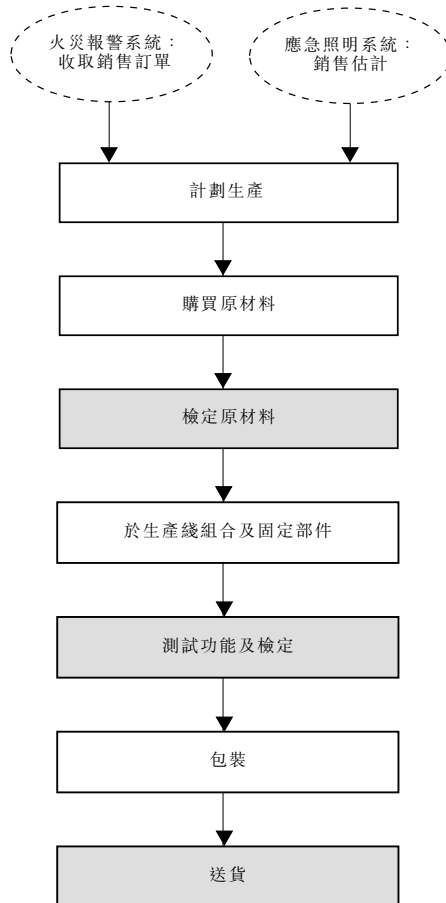 火災報警系統：
收取銷售訂單
應急照明系統：
銷售估計
計劃生產
購買原材料
檢定原材料
於生產綫組合及固定部件
測試功能及檢定
包裝
送貨